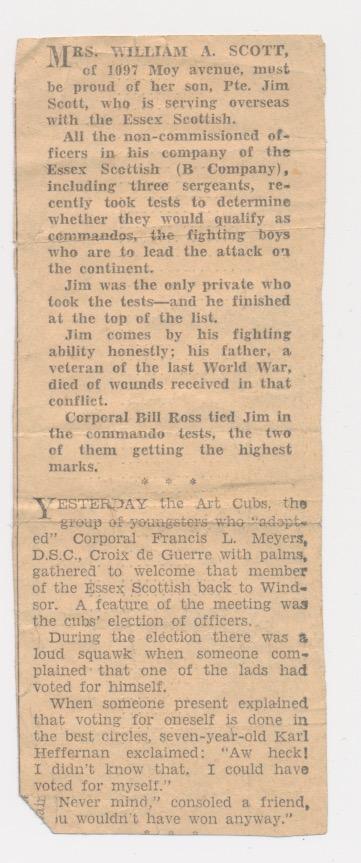 MRS. WILLIAM A. SCOTT,
of 1097 Moy avenue, must
be proud of her son, Pte. Jim
Scott, who is serving overseas
with the Essex Scottish.
All the non-commissioned of-
ficers in his company of the
Essex Scottish (B Company),
including three sergeants, re-
cently took tests to determine
whether they would qualify as
commandos, the fighting boys
who are to lead the attack on
the continent.
Jim was the only private who
took the tests—and he finished
at the top of the list.
Jim comes by his fighting
ability honestly; his father, a
veteran of the last World War,
died of wounds received in that
conflict.
Corporal Bill Ross tied Jim in
the commando tests, the two
of them getting the highest
marks.
* * *
YESTERDAY the Art Cubs, the
group of youngsters who "adopt-
ed" Corporal Francis L. Meyers,
D.S.C., Croix de Guerre with palms,
gathered to welcome that member
of the Essex Scottish back to Wind-
sor. A feature of the meeting was
the cubs' election of officers.
During the election there was a
loud squawk when someone com-
plained that one of the lads had
voted for himself.
When someone present explained
that voting for oneself is done in
the best circles, seven-year-old Karl
Heffernan exclaimed: "Aw heck!
I didn't know that. I could have
voted for myself."
Never mind," consoled a friend,
u wouldn't have won anyway."
* * *